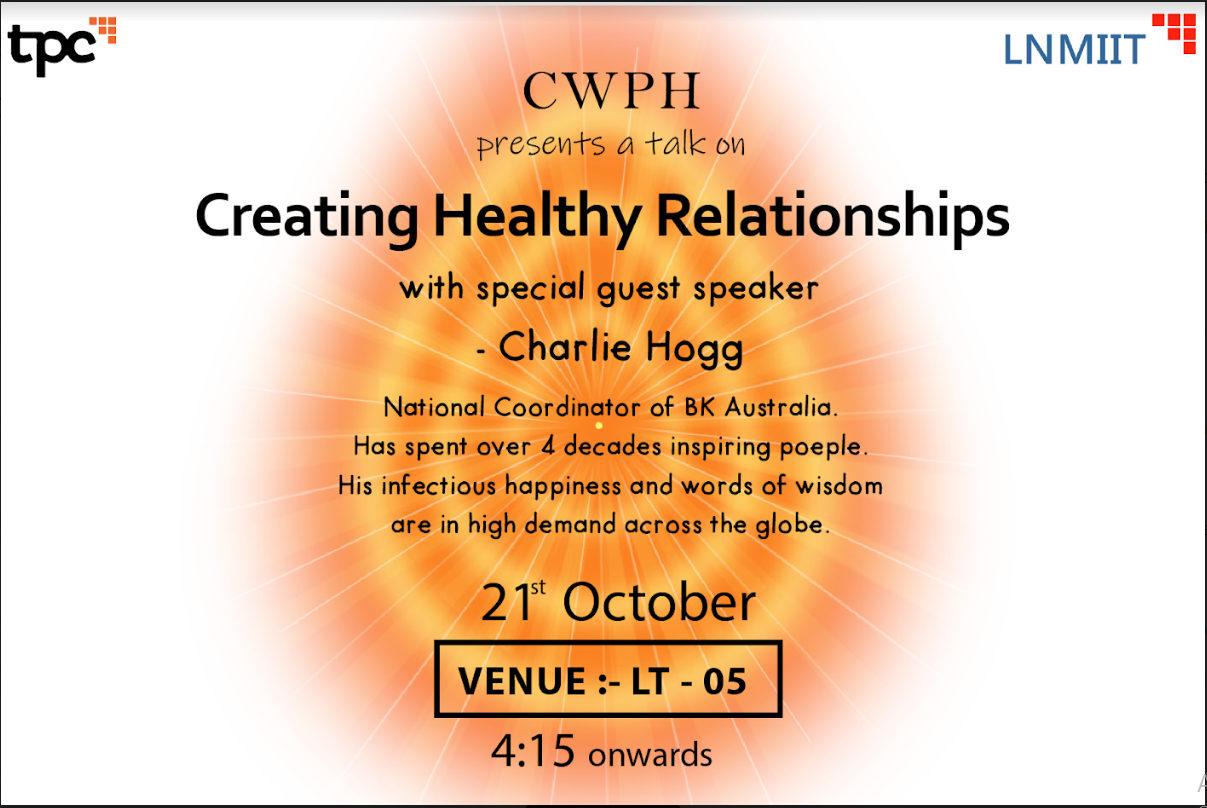 tpc
LNMIIT
CWPH
presents a talk on
Creating Healthy Relationships
with special guest speaker
- Charlie Hogg
National Coordinator of BK Australia.
Has spent over 4 decades inspiring poeple.
His infectious happiness and words of wisdom
are in high demand across the globe.
21st October
VENUE :- LT - 05
4:15 onwards